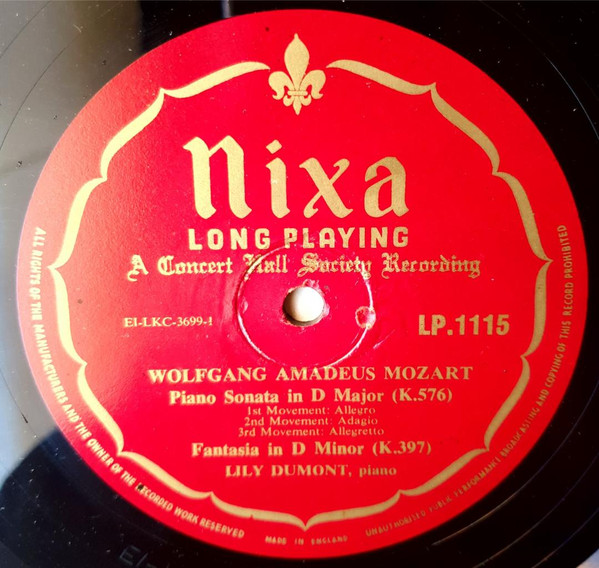 Nixa
LONG PLAYING
A Concert Hall Society Recording
EI-LKC-3699-1
LP.1115
WOLFGANG AMADEUS MOZART
Piano Sonata in D Major (K.576)
1st Movement: Allegro
2nd Movement: Adagio
3rd Movement: Allegretto
Fantasia in D Minor (K.397)
LILY DUMONT, piano
ALL RIGHTS OF THE MANUFACTURERS AND THE OWNER OF THE RECORDED WORK RESERVED
MADE IN ENGLAND
UNAUTHORISED PUBLIC PERFORMANCE BROADCASTING AND COPYING OF THIS RECORD PROHIBITED